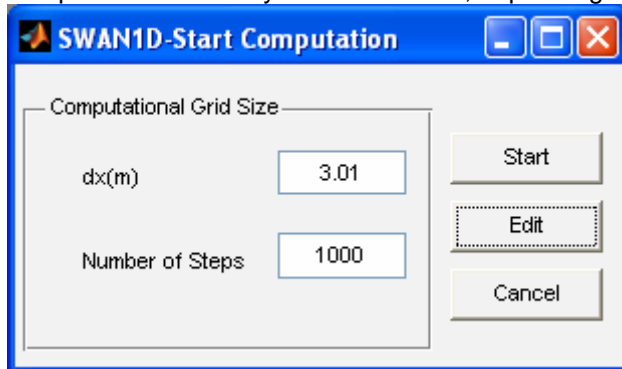 SWAN1D-Start Computation
Computational Grid Size
dx(m) 3.01
Number of Steps 1000
Start
Edit
Cancel